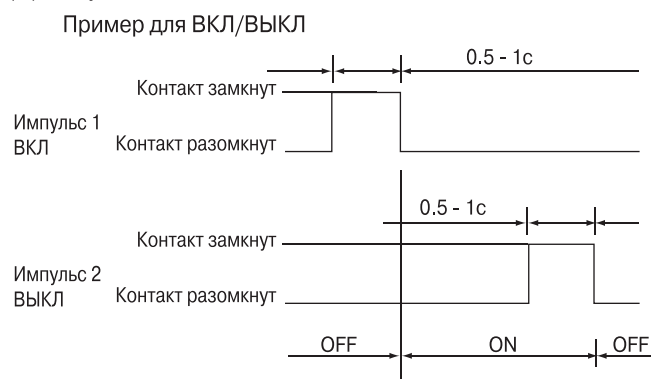 Пример для ВКЛ/ВЫКЛ
0.5 - 1с
Контакт замкнут
Импульс 1
ВКЛ
Контакт разомкнут
0.5 - 1с
Контакт замкнут
Импульс 2
ВЫКЛ
Контакт разомкнут
OFF ON OFF